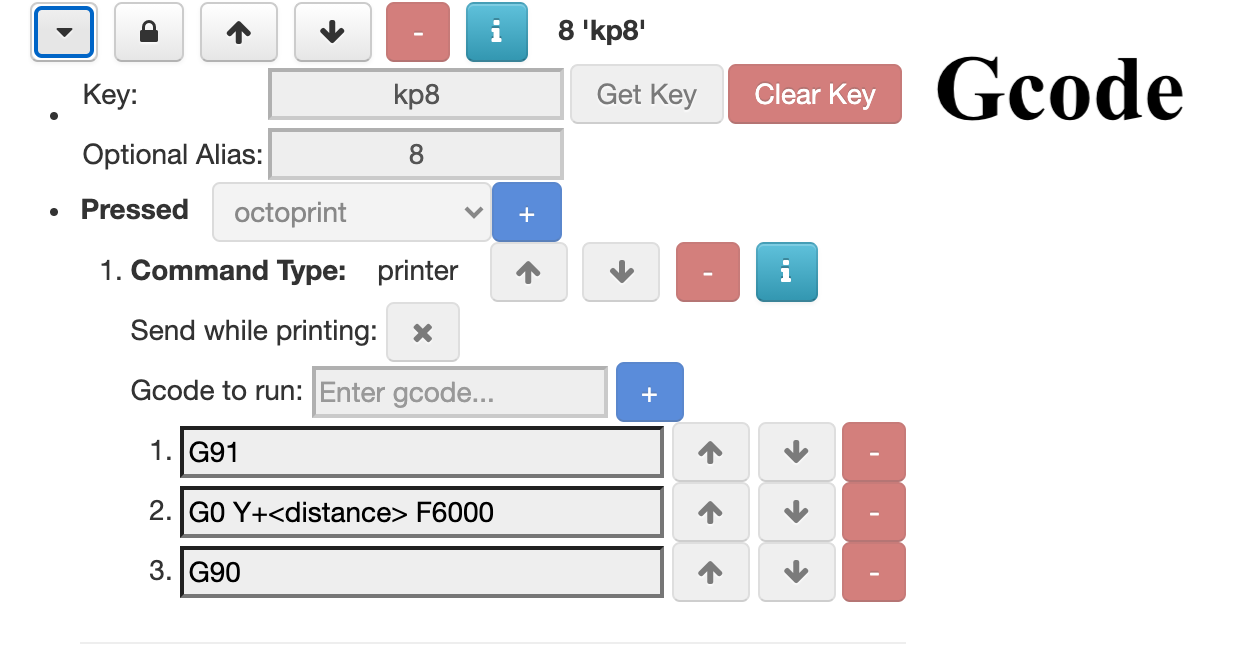 - i 8 'kp8'
Gcode
Key: kp8 Get Key Clear Key
Optional Alias: 8
Pressed octoprint +
1. Command Type: printer - i
Send while printing:
Gcode to run: Enter gcode... +
1. G91 -
2. G0 Y+<distance> F6000 -
3. G90 -